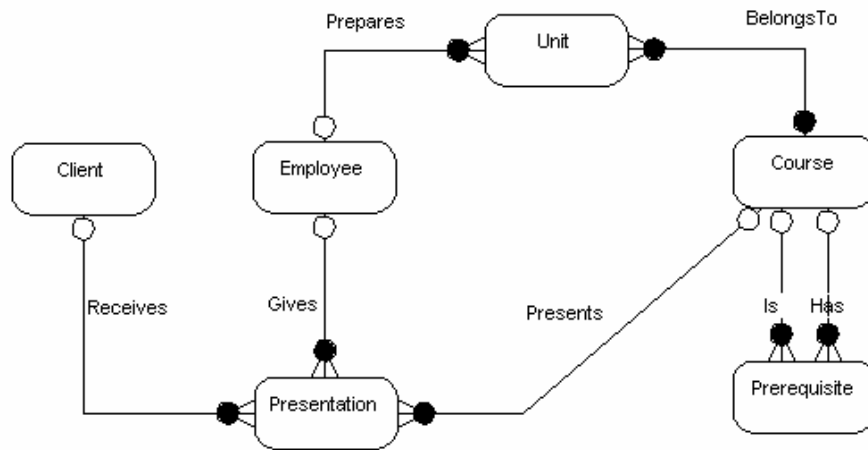 Prepares
BelongsTo
Unit
Client
Employee
Course
Receives
Gives
Presents
Is
Has
Presentation
Prerequisite